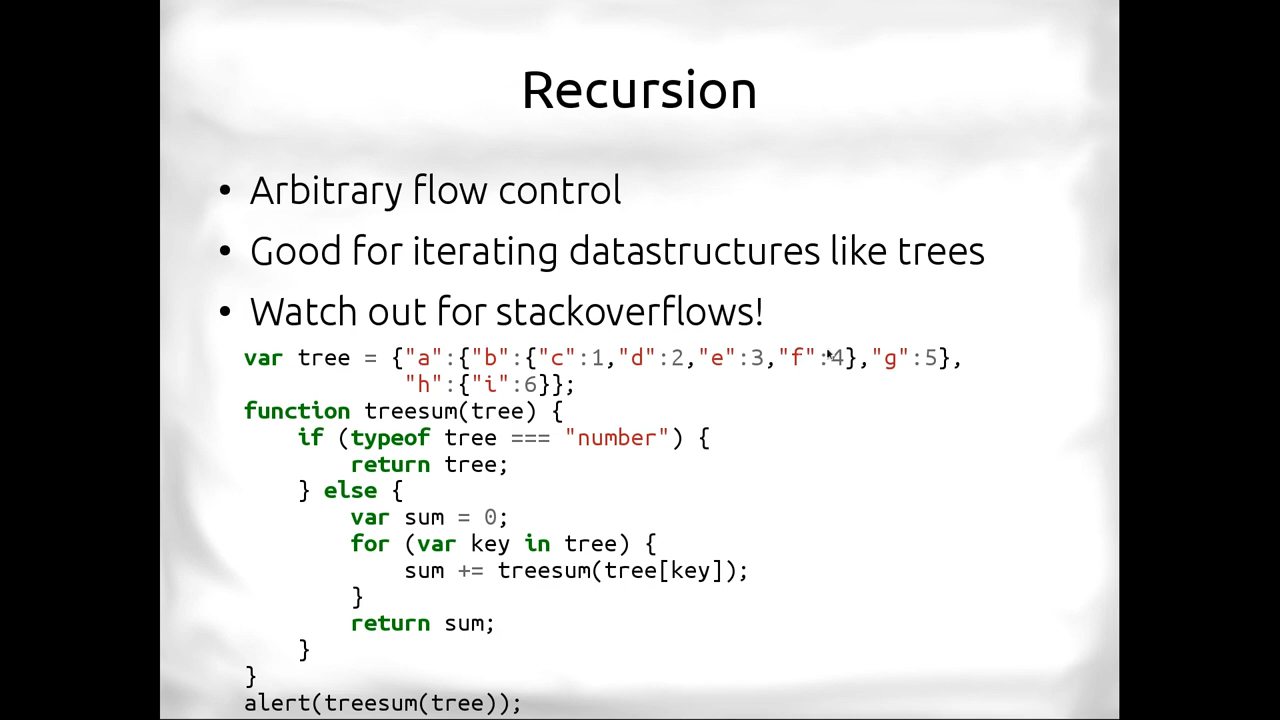 Recursion
• Arbitrary flow control
• Good for iterating datastructures like trees
• Watch out for stackoverflows!
var tree = {"a":{"b":{"c":1,"d":2,"e":3,"f":4},"g":5},
            "h":{"i":6}};
function treesum(tree) {
    if (typeof tree === "number") {
        return tree;
    } else {
        var sum = 0;
        for (var key in tree) {
            sum += treesum(tree[key]);
        }
        return sum;
    }
}
alert(treesum(tree));